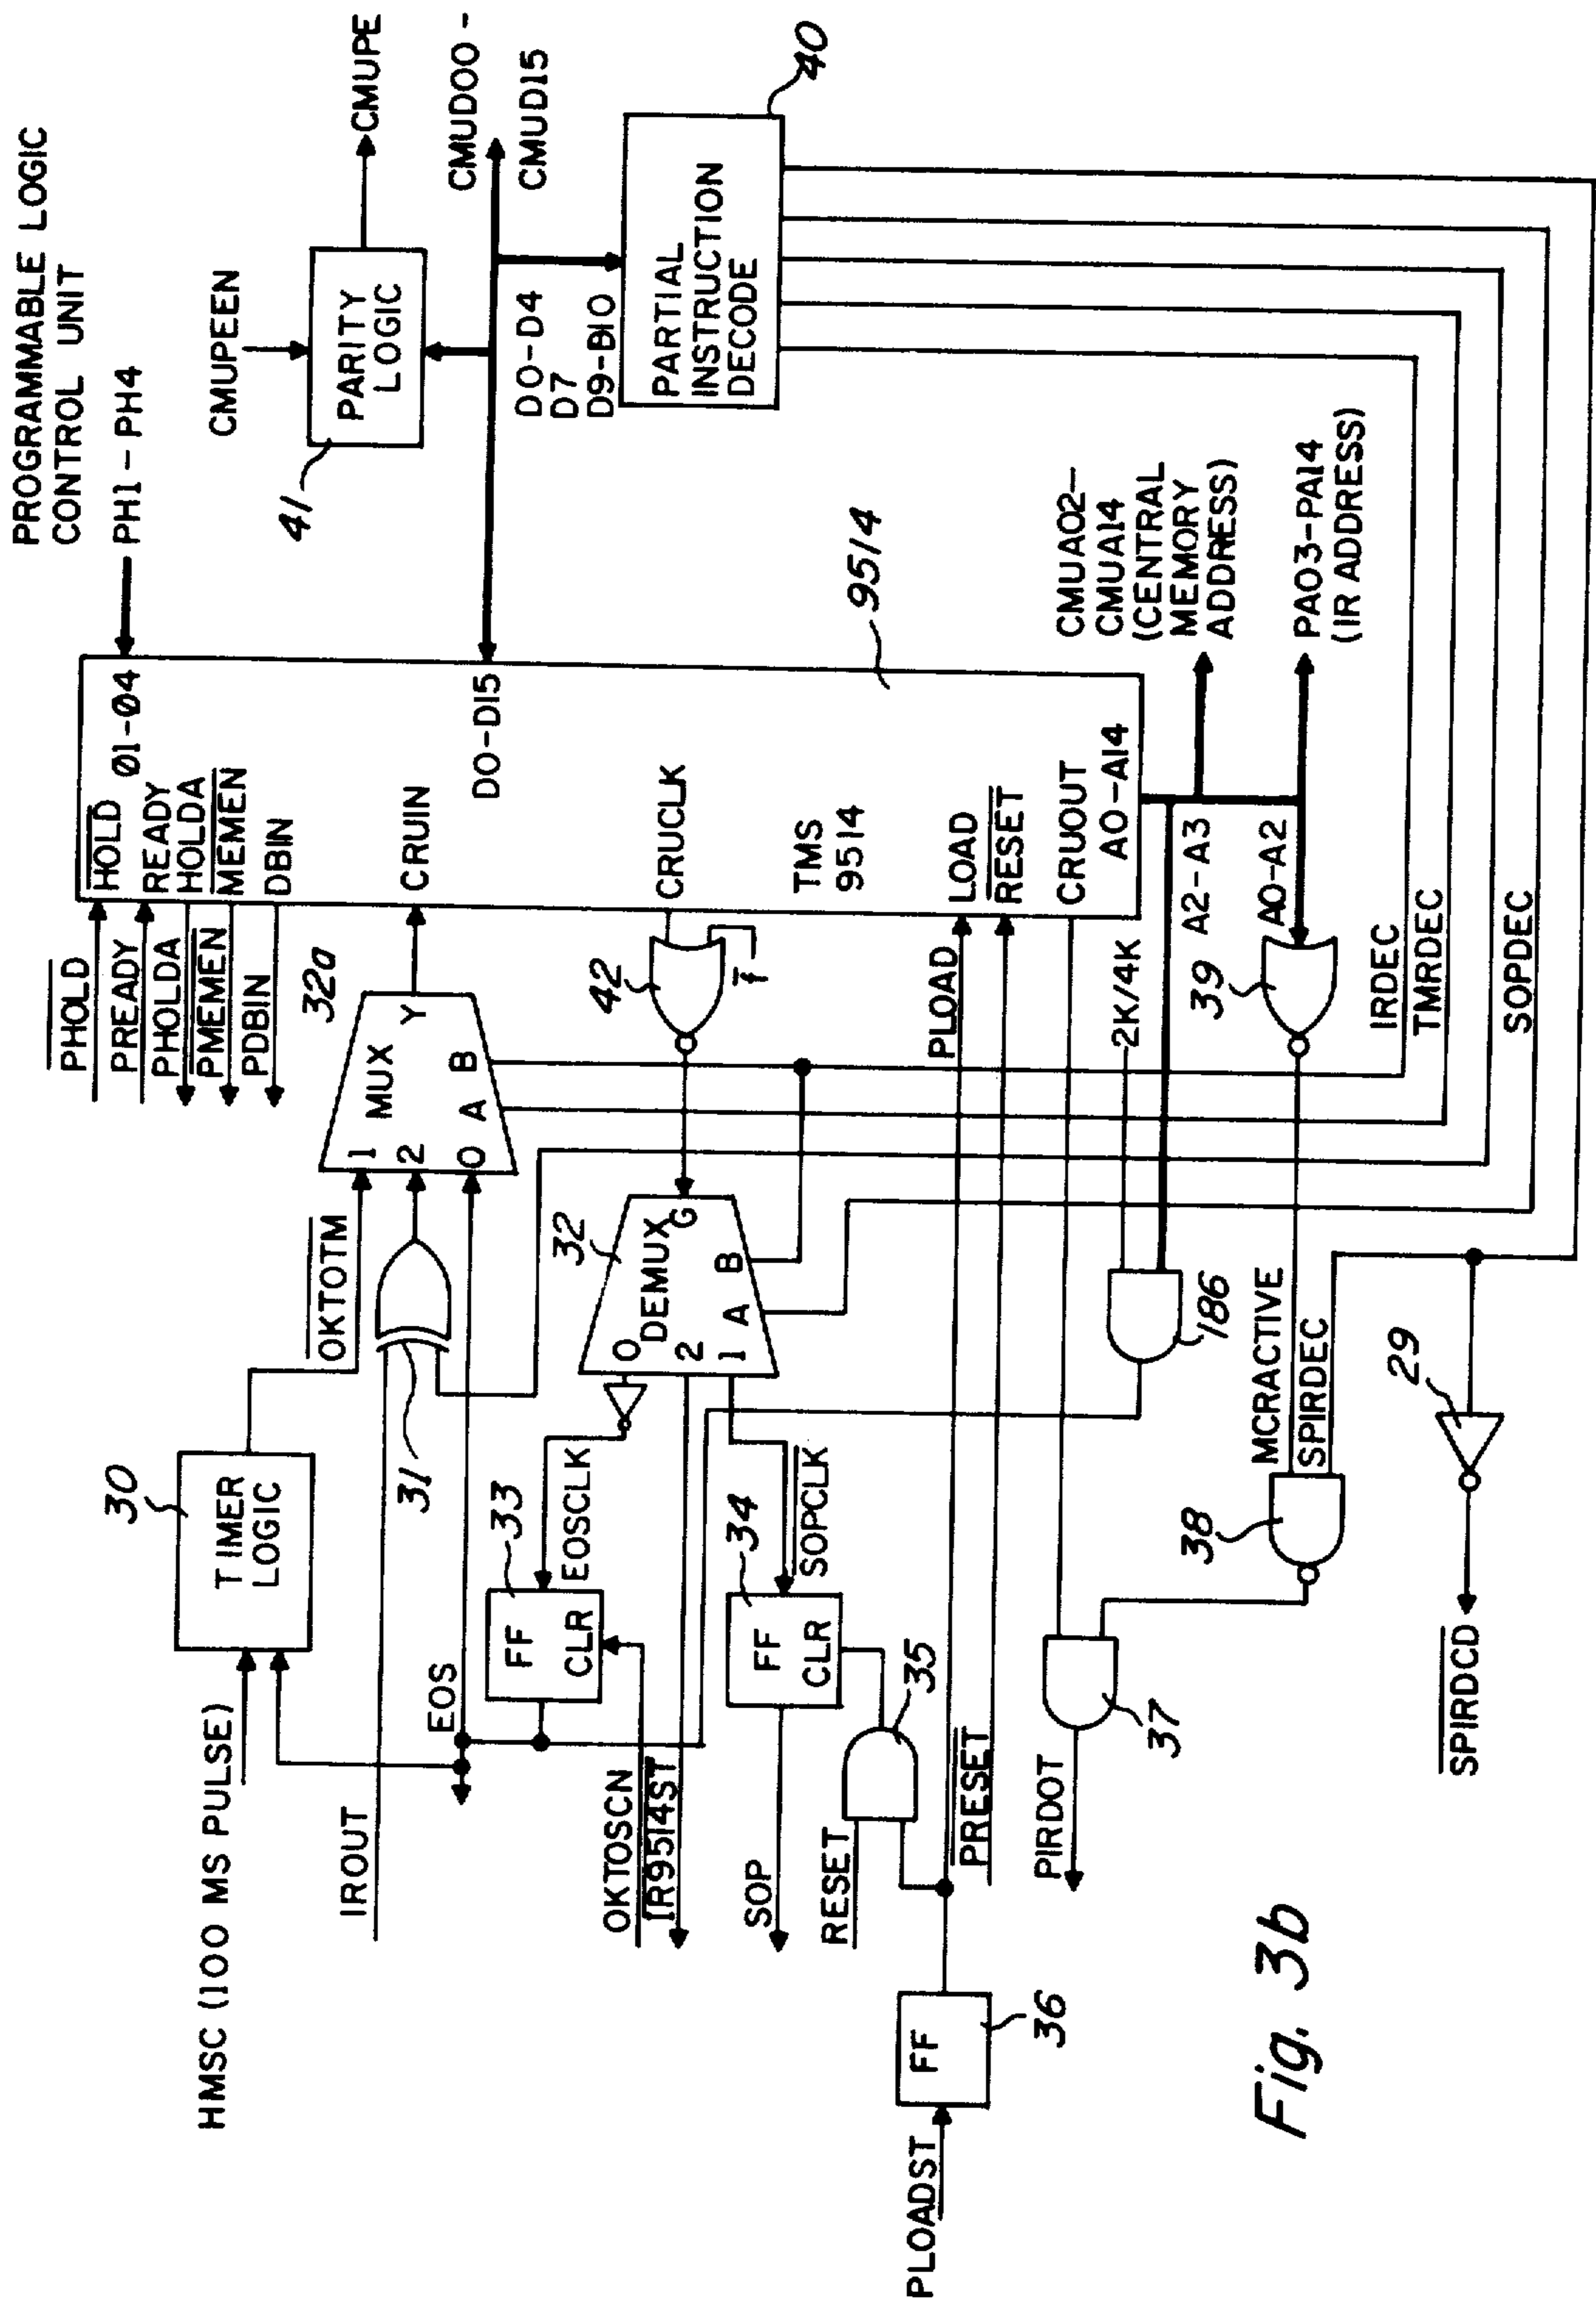 PROGRAMMABLE LOGIC
CONTROL UNIT
HMSC (100 MS PULSE)
30
TIMER
LOGIC
OKTOTM
IROUT
31
EOS
1
2
0
MUX
Y
A
B
32a
PHOLD
PREADY
PHOLDA
PMEMEN
PDBIN
HOLD
Ø1-Ø4
READY
HOLDA
MEMEN
DBIN
CRUIN
D0-D15
CRUCLK
TMS
9514
LOAD
RESET
CRUOUT
A0-A14
PH1-PH4
9514
CMUPEEN
41
PARITY
LOGIC
CMUPE
CMUD00-
CMUD15
D0-D4
D7
D9-B10
PARTIAL
INSTRUCTION
DECODE
40
33
FF
CLR
EOSCLK
OKTOSCN
IR9514ST
32
0
2
1
DEMUX
G
A
B
42
f
34
FF
CLR
SOPCLK
SOP
35
RESET
PLOADST
FF
36
PLOAD
PRESET
2K/4K
186
A2-A3
A0-A2
CMUA02-
CMUA14
(CENTRAL
MEMORY
ADDRESS)
PA03-PA14
(IR ADDRESS)
39
PIRDOT
37
38
MCRACTIVE
SPIRDEC
IRDEC
TMRDEC
SOPDEC
29
SPIRDCD
Fig. 3b